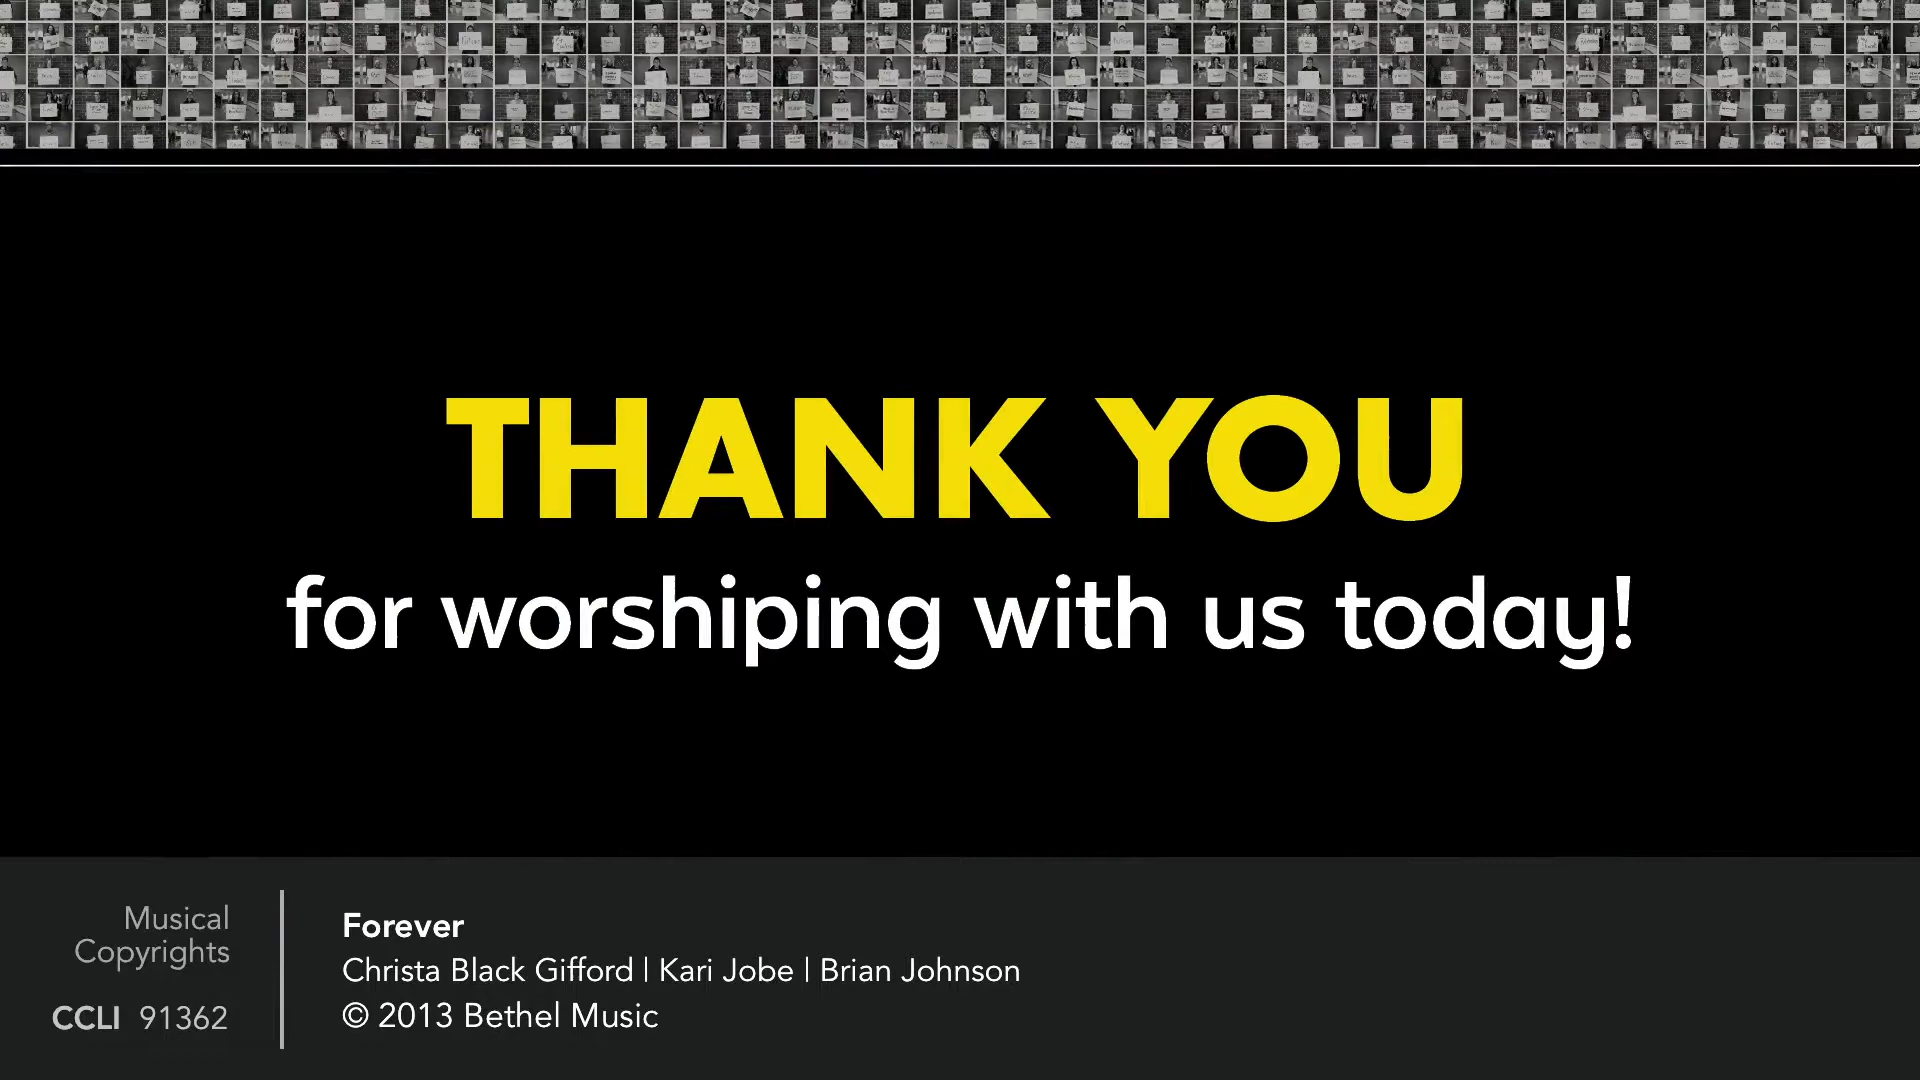 THANK YOU
for worshiping with us today!
Musical
Copyrights
CCLI 91362
Forever
Christa Black Gifford | Kari Jobe | Brian Johnson
© 2013 Bethel Music